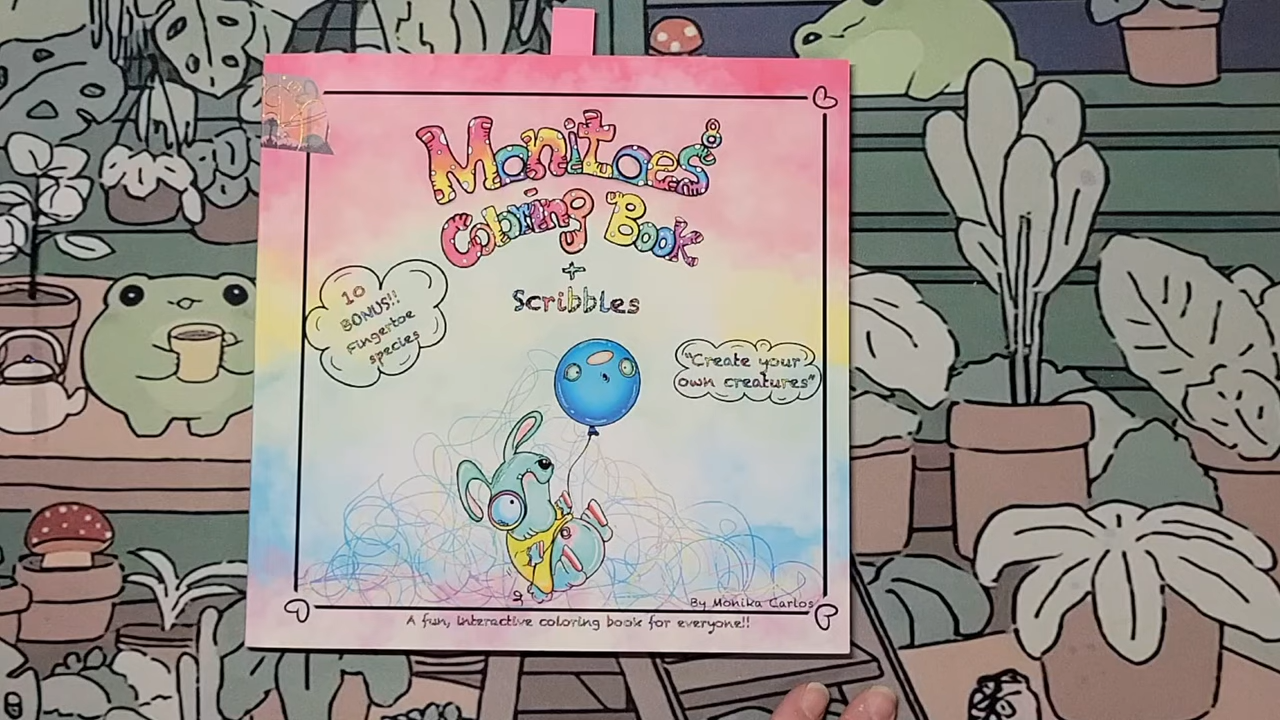 Monitoes'
Coloring Book
+
Scribbles
10
BONUS!!
Fingertoe
species
"Create your
own creatures"
By Monika Carlos
A fun, interactive coloring book for everyone!!